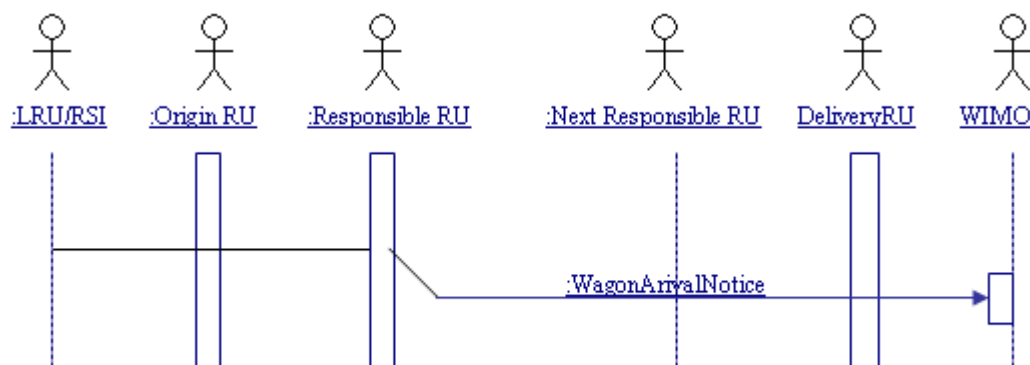 :LRU/RSI
:Origin RU
:Responsible RU
:Next Responsible RU
DeliveryRU
WIMO
:WagonArivalNotice